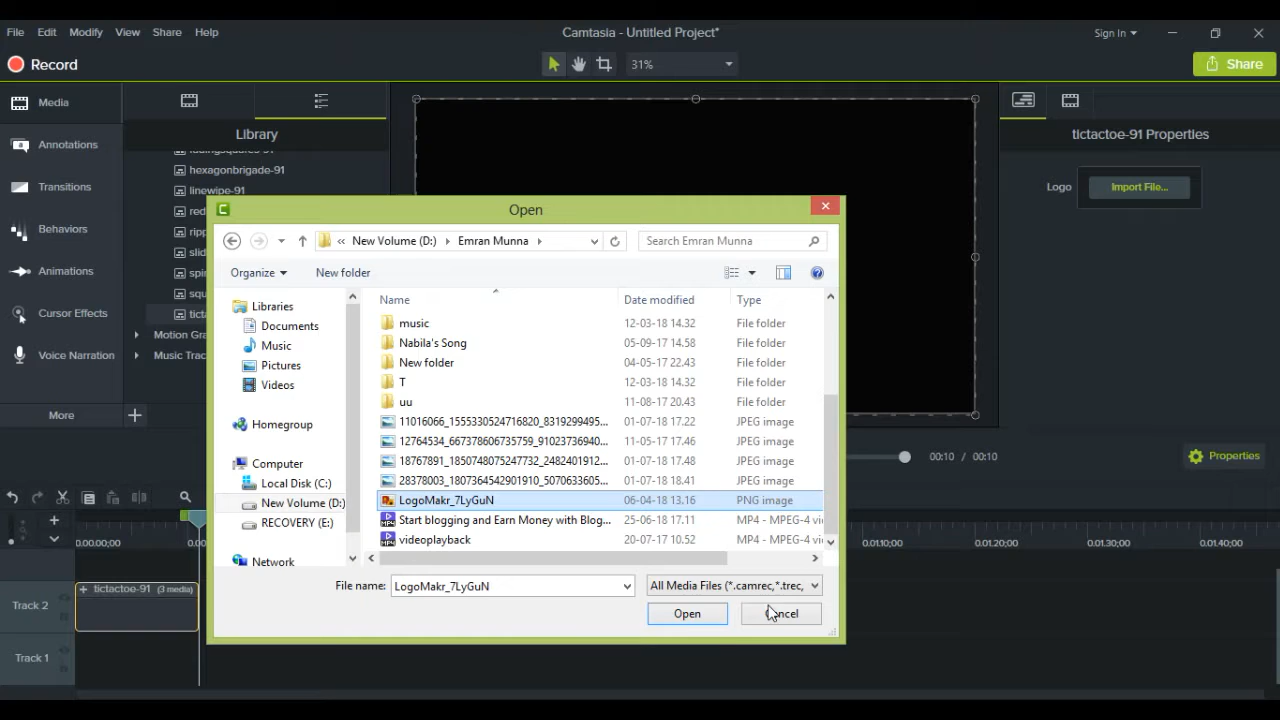 File Edit Modify View Share Help
Camtasia - Untitled Project*
Sign In
Record
31%
Share
Media
Annotations
Transitions
Behaviors
Animations
Cursor Effects
Voice Narration
More
Library
hexagonbrigade-91
linewipe-91
red
ripp
slid
spir
squ
ticta
Motion Gra
Music Trac
tictactoe-91 Properties
Logo
Import File...
Open
« New Volume (D:) Emran Munna
Search Emran Munna
Organize
New folder
Libraries
Documents
Music
Pictures
Videos
Homegroup
Computer
Local Disk (C:)
New Volume (D:)
RECOVERY (E:)
Network
Name Date modified Type
music 12-03-18 14.32 File folder
Nabila's Song 05-09-17 14.58 File folder
New folder 04-05-17 22.43 File folder
T 12-03-18 14.32 File folder
uu 11-08-17 20.43 File folder
11016066_1555330524716820_8319299495... 01-07-18 17.22 JPEG image
12764534_667378606735759_91023736940... 11-05-17 17.46 JPEG image
18767891_1850748075247732_2482401912... 01-07-18 17.48 JPEG image
28378003_1807364542901910_5070633605... 01-07-18 18.41 JPEG image
LogoMakr_7LyGuN 06-04-18 13.16 PNG image
Start blogging and Earn Money with Blog... 25-06-18 17.11 MP4 - MPEG-4 vi
videoplayback 20-07-17 10.52 MP4 - MPEG-4 vi
File name: LogoMakr_7LyGuN
All Media Files (*.camrec,*.trec,
Open
00:10 / 00:10
Properties
0:00:00;00
0:01:10;00 0:01:20;00 0:01:30;00 0:01:40;00
tictactoe-91 (3 media)
Track 2
Track 1